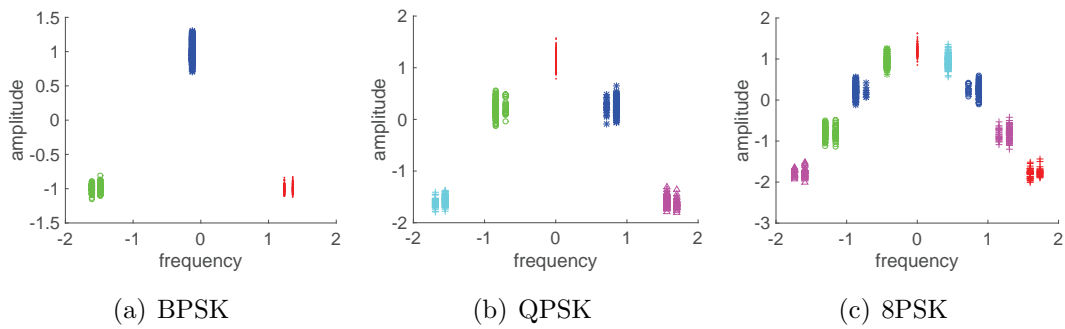 1.5
1
0.5
0
-0.5
-1
-1.5
amplitude
-2 -1 0 1 2
frequency
(a) BPSK
2
1
0
-1
-2
amplitude
-2 -1 0 1 2
frequency
(b) QPSK
2
1
0
-1
-2
-3
amplitude
-2 -1 0 1 2
frequency
(c) 8PSK